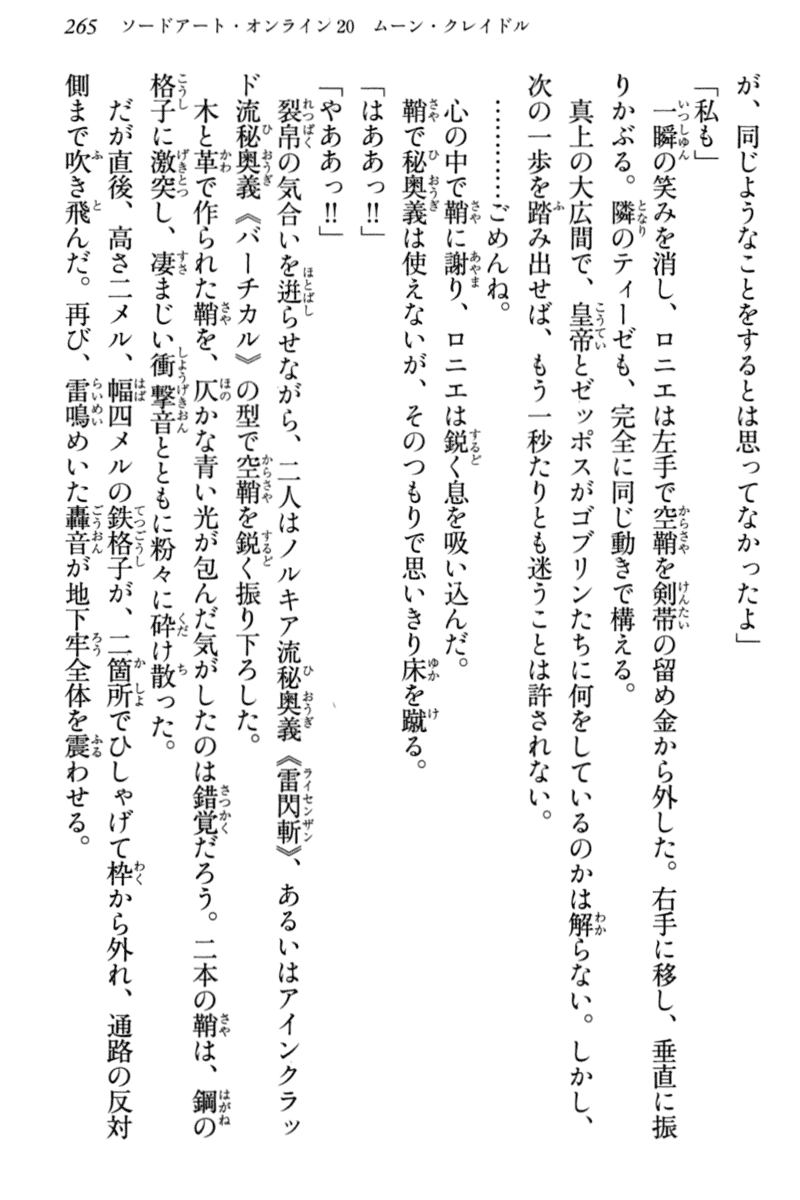 265 ソードアート・オンライン20 ムーン・クレイドル
が、同じようなことをするとは思ってなかったよ」
「私も」
一瞬の笑みを消し、ロニエは左手で空鞘を剣帯の留め金から外した。右手に移し、垂直に振
りかぶる。隣のティーゼも、完全に同じ動きで構える。
真上の大広間で、皇帝とゼッポスがゴブリンたちに何をしているのかは解らない。しかし、
次の一歩を踏み出せば、もう一秒たりとも迷うことは許されない。
…………ごめんね。
心の中で鞘に謝り、ロニエは鋭く息を吸い込んだ。
鞘で秘奥義は使えないが、そのつもりで思いきり床を蹴る。
「はああっ!!」
「やああっ!!」
裂帛の気合いを迸らせながら、二人はノルキア流秘奥義《雷閃斬》、あるいはアインクラッ
ド流秘奥義《バーチカル》の型で空鞘を鋭く振り下ろした。
木と革で作られた鞘を、仄かな青い光が包んだ気がしたのは錯覚だろう。二本の鞘は、鋼の
格子に激突し、凄まじい衝撃音とともに粉々に砕け散った。
だが直後、高さ二メル、幅四メルの鉄格子が、二箇所でひしゃげて枠から外れ、通路の反対
側まで吹き飛んだ。再び、雷鳴めいた轟音が地下牢全体を震わせる。